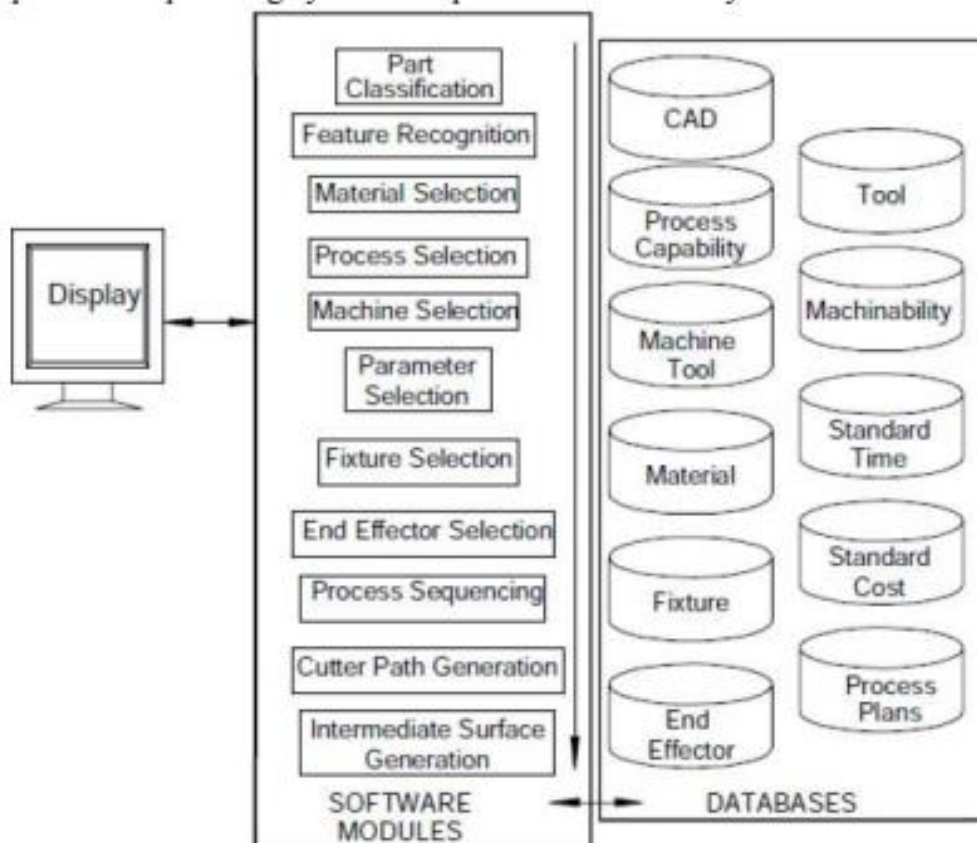 Display
Part
Classification
Feature Recognition
Material Selection
Process Selection
Machine Selection
Parameter
Selection
Fixture Selection
End Effector Selection
Process Sequencing
Cutter Path Generation
Intermediate Surface
Generation
SOFTWARE
MODULES
CAD
Process
Capability
Machine
Tool
Material
Fixture
End
Effector
Tool
Machinability
Standard
Time
Standard
Cost
Process
Plans
DATABASES